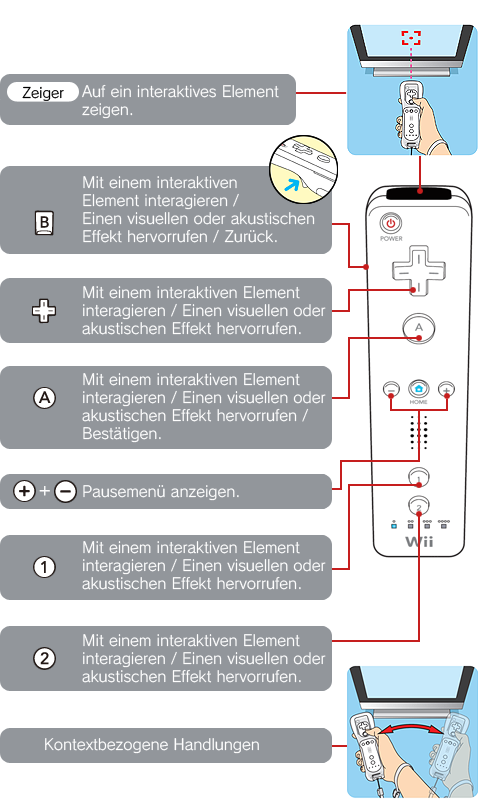 Zeiger Auf ein interaktives Element
zeigen.
B Mit einem interaktiven
Element interagieren /
Einen visuellen oder akustischen
Effekt hervorrufen / Zurück.
Mit einem interaktiven Element
interagieren / Einen visuellen oder
akustischen Effekt hervorrufen.
A Mit einem interaktiven Element
interagieren / Einen visuellen oder
akustischen Effekt hervorrufen /
Bestätigen.
+ + − Pausemenü anzeigen.
1 Mit einem interaktiven Element
interagieren / Einen visuellen oder
akustischen Effekt hervorrufen.
2 Mit einem interaktiven Element
interagieren / Einen visuellen oder
akustischen Effekt hervorrufen.
Kontextbezogene Handlungen
POWER
A
− +
HOME
1
2
Wii